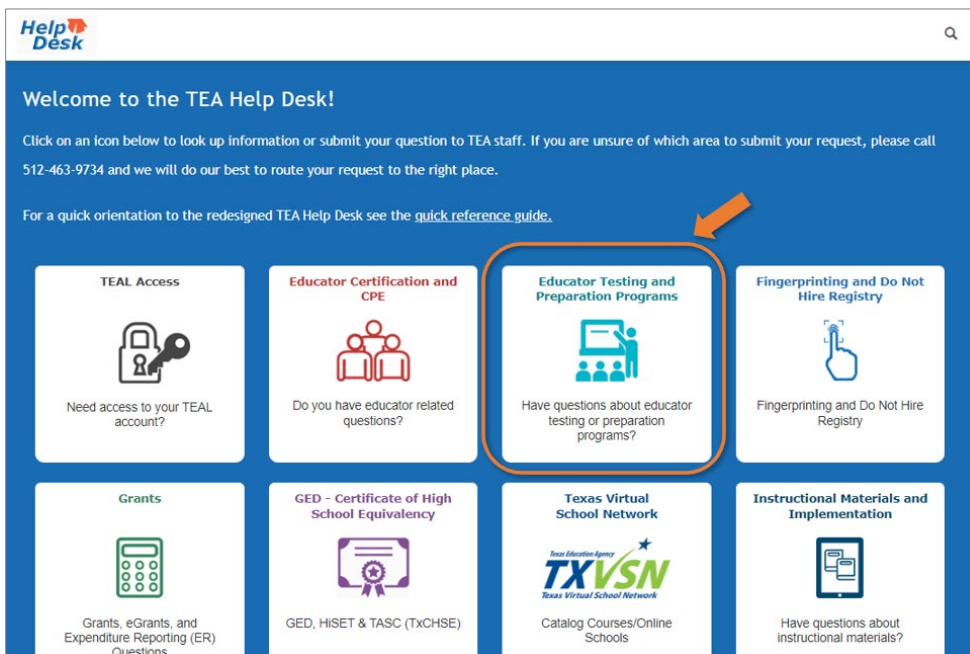 Help
Desk
Welcome to the TEA Help Desk!
Click on an icon below to look up information or submit your question to TEA staff. If you are unsure of which area to submit your request, please call
512-463-9734 and we will do our best to route your request to the right place.
For a quick orientation to the redesigned TEA Help Desk see the quick reference guide.
TEAL Access
Need access to your TEAL
account?
Educator Certification and
CPE
Do you have educator related
questions?
Educator Testing and
Preparation Programs
Have questions about educator
testing or preparation
programs?
Fingerprinting and Do Not
Hire Registry
Fingerprinting and Do Not Hire
Registry
Grants
Grants, eGrants, and
Expenditure Reporting (ER)
Questions
GED - Certificate of High
School Equivalency
GED, HiSET & TASC (TxCHSE)
Texas Virtual
School Network
Texas Education Agency
TXVSN
Texas Virtual School Network
Catalog Courses/Online
Schools
Instructional Materials and
Implementation
Have questions about
instructional materials?